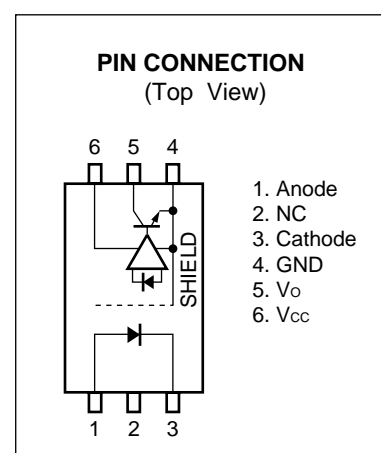 PIN CONNECTION
(Top View)
6 5 4
SHIELD
1 2 3
1. Anode
2. NC
3. Cathode
4. GND
5. Vo
6. Vcc